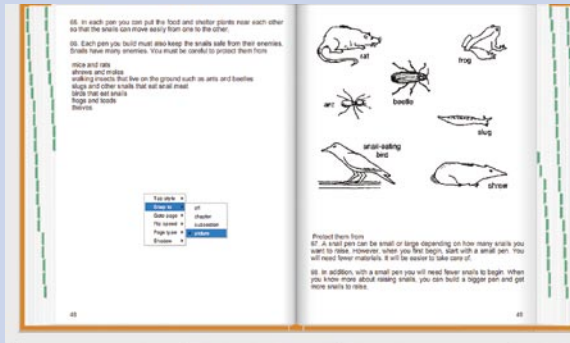 65. In each pen you can put the food and shelter plants near each other
so that the snails can move easily from one to the other.
66. Each pen you build must also keep the snails safe from their enemies.
Snails have many enemies. You must be careful to protect them from
mice and rats
shrews and moles
walking insects that live on the ground such as ants and beetles
slugs and other snails that eat snail meat
birds that eat snails
frogs and toads
thieves
Top style
Snap to
Goto page
Flip speed
Page type
Shadow
off
chapter
subsection
picture
48
rat
frog
beetle
ant
slug
snail-eating
bird
shrew
Protect them from
67. A snail pen can be small or large depending on how many snails you
want to raise. However, when you first begin, start with a small pen. You
will need fewer materials. It will be easier to take care of.
68. In addition, with a small pen you will need fewer snails to begin. When
you know more about raising snails, you can build a bigger pen and get
more snails to raise.